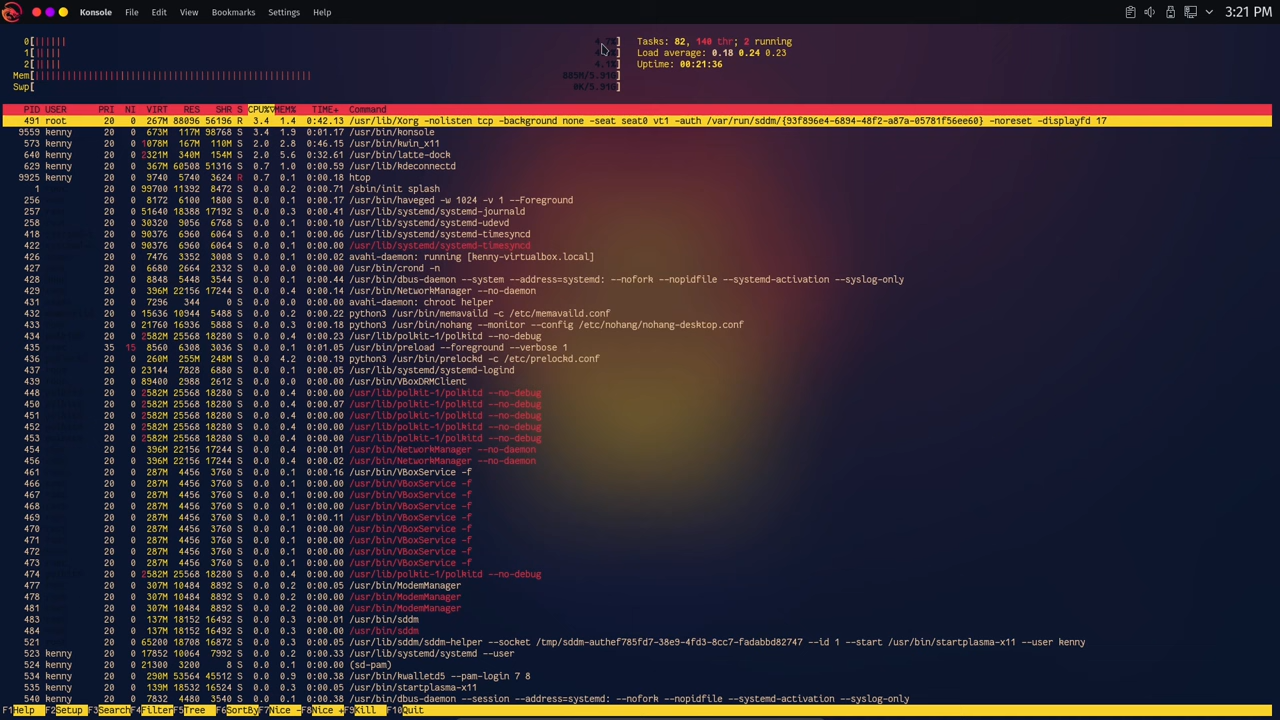 Konsole File Edit View Bookmarks Settings Help 3:21 PM
0[||||||| 4.7%] Tasks: 82, 140 thr; 2 running
1[|||||| ] Load average: 0.18 0.24 0.23
2[|||||| 4.1%] Uptime: 00:21:36
Mem[||||||||||||||||||||||||||||||||||||||||||||||||||||||||||||| 885M/5.91G]
Swp[ 0K/5.91G]
PID USER PRI NI VIRT RES SHR S CPU%▽MEM% TIME+ Command
491 root 20 0 267M 88096 56196 R 3.4 1.4 0:42.13 /usr/lib/Xorg -nolisten tcp -background none -seat seat0 vt1 -auth /var/run/sddm/{93f896e4-6894-48f2-a87a-05781f56ee60} -noreset -displayfd 17
9559 kenny 20 0 673M 117M 98768 S 3.4 1.9 0:01.32 /usr/bin/konsole
573 kenny 20 0 1078M 167M 110M S 2.0 2.8 0:46.15 /usr/bin/kwin_x11
640 kenny 20 0 2321M 340M 154M S 2.0 5.6 0:32.61 /usr/bin/latte-dock
629 kenny 20 0 367M 60508 51316 S 0.7 1.0 0:01.17 /usr/lib/kdeconnectd
9925 kenny 20 0 9740 5740 3624 R 0.7 0.1 0:00.18 htop
1 20 0 99700 11392 8472 S 0.0 0.2 0:00.71 /sbin/init splash
256 20 0 8172 6100 1800 S 0.0 0.1 0:00.17 /usr/bin/haveged -w 1024 -v 1 --Foreground
257 20 0 51640 18388 17192 S 0.0 0.3 0:00.41 /usr/lib/systemd/systemd-journald
258 20 0 30320 9056 6768 S 0.0 0.1 0:00.10 /usr/lib/systemd/systemd-udevd
418 20 0 90376 6960 6064 S 0.0 0.1 0:00.06 /usr/lib/systemd/systemd-timesyncd
422 20 0 90376 6960 6064 S 0.0 0.1 0:00.00 /usr/lib/systemd/systemd-timesyncd
426 20 0 7476 3352 3008 S 0.0 0.1 0:00.02 avahi-daemon: running [kenny-virtualbox.local]
427 20 0 6680 2664 2332 S 0.0 0.0 0:00.00 /usr/bin/crond -n
428 20 0 8848 5448 3544 S 0.0 0.1 0:00.44 /usr/bin/dbus-daemon --system --address=systemd: --nofork --nopidfile --systemd-activation --syslog-only
429 20 0 396M 22156 17244 S 0.0 0.4 0:00.14 /usr/bin/NetworkManager --no-daemon
431 20 0 7296 344 0 S 0.0 0.0 0:00.00 avahi-daemon: chroot helper
432 20 0 15636 10944 5488 S 0.0 0.2 0:00.22 python3 /usr/bin/memavaild -c /etc/memavaild.conf
433 20 0 21760 16936 5888 S 0.0 0.3 0:00.18 python3 /usr/bin/nohang --monitor --config /etc/nohang/nohang-desktop.conf
434 20 0 2582M 25568 18280 S 0.0 0.4 0:00.23 /usr/lib/polkit-1/polkitd --no-debug
435 35 15 8560 6308 3036 S 0.0 0.1 0:01.05 /usr/bin/preload --foreground --verbose 1
436 20 0 260M 255M 248M S 0.0 4.2 0:00.19 python3 /usr/bin/prelockd -c /etc/prelockd.conf
437 20 0 23144 7828 6880 S 0.0 0.1 0:00.05 /usr/lib/systemd/systemd-logind
439 20 0 89400 2988 2612 S 0.0 0.0 0:00.00 /usr/bin/VBoxDRMClient
448 20 0 2582M 25568 18280 S 0.0 0.4 0:00.00 /usr/lib/polkit-1/polkitd --no-debug
450 20 0 2582M 25568 18280 S 0.0 0.4 0:00.07 /usr/lib/polkit-1/polkitd --no-debug
451 20 0 2582M 25568 18280 S 0.0 0.4 0:00.00 /usr/lib/polkit-1/polkitd --no-debug
452 20 0 2582M 25568 18280 S 0.0 0.4 0:00.00 /usr/lib/polkit-1/polkitd --no-debug
453 20 0 2582M 25568 18280 S 0.0 0.4 0:00.00 /usr/lib/polkit-1/polkitd --no-debug
454 20 0 396M 22156 17244 S 0.0 0.4 0:00.01 /usr/bin/NetworkManager --no-daemon
456 20 0 396M 22156 17244 S 0.0 0.4 0:00.02 /usr/bin/NetworkManager --no-daemon
461 20 0 287M 4456 3760 S 0.0 0.1 0:00.16 /usr/bin/VBoxService -f
466 20 0 287M 4456 3760 S 0.0 0.1 0:00.00 /usr/bin/VBoxService -f
467 20 0 287M 4456 3760 S 0.0 0.1 0:00.00 /usr/bin/VBoxService -f
468 20 0 287M 4456 3760 S 0.0 0.1 0:00.00 /usr/bin/VBoxService -f
469 20 0 287M 4456 3760 S 0.0 0.1 0:00.11 /usr/bin/VBoxService -f
470 20 0 287M 4456 3760 S 0.0 0.1 0:00.00 /usr/bin/VBoxService -f
471 20 0 287M 4456 3760 S 0.0 0.1 0:00.00 /usr/bin/VBoxService -f
472 20 0 287M 4456 3760 S 0.0 0.1 0:00.00 /usr/bin/VBoxService -f
473 20 0 287M 4456 3760 S 0.0 0.1 0:00.00 /usr/bin/VBoxService -f
474 20 0 2582M 25568 18280 S 0.0 0.4 0:00.00 /usr/lib/polkit-1/polkitd --no-debug
477 20 0 307M 10484 8892 S 0.0 0.2 0:00.05 /usr/bin/ModemManager
478 20 0 307M 10484 8892 S 0.0 0.2 0:00.00 /usr/bin/ModemManager
481 20 0 307M 10484 8892 S 0.0 0.2 0:00.00 /usr/bin/ModemManager
483 20 0 137M 18152 16492 S 0.0 0.3 0:00.01 /usr/bin/sddm
484 20 0 137M 18152 16492 S 0.0 0.3 0:00.00 /usr/bin/sddm
521 20 0 65200 18708 16872 S 0.0 0.3 0:00.05 /usr/lib/sddm/sddm-helper --socket /tmp/sddm-authef785fd7-38e9-4fd3-8cc7-fadabbd82747 --id 1 --start /usr/bin/startplasma-x11 --user kenny
523 kenny 20 0 17852 10064 7992 S 0.0 0.2 0:00.33 /usr/lib/systemd/systemd --user
524 kenny 20 0 21300 3200 8 S 0.0 0.1 0:00.00 (sd-pam)
534 kenny 20 0 290M 53564 45512 S 0.0 0.9 0:00.38 /usr/bin/kwalletd5 --pam-login 7 8
535 kenny 20 0 139M 18532 16324 S 0.0 0.3 0:00.05 /usr/bin/startplasma-x11
540 kenny 20 0 7832 4480 3540 S 0.0 0.1 0:00.38 /usr/bin/dbus-daemon --session --address=systemd: --nofork --nopidfile --systemd-activation --syslog-only
F1Help F2Setup F3SearchF4FilterF5Tree F6SortByF7Nice -F8Nice +F9Kill F10Quit